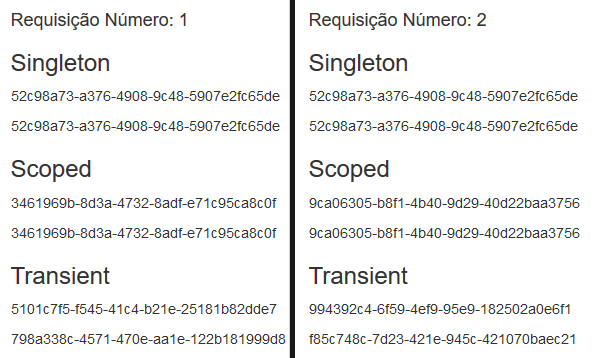 Requisição Número: 1
Singleton
52c98a73-a376-4908-9c48-5907e2fc65de
52c98a73-a376-4908-9c48-5907e2fc65de
Scoped
3461969b-8d3a-4732-8adf-e71c95ca8c0f
3461969b-8d3a-4732-8adf-e71c95ca8c0f
Transient
5101c7f5-f545-41c4-b21e-25181b82dde7
798a338c-4571-470e-aa1e-122b181999d8
Requisição Número: 2
Singleton
52c98a73-a376-4908-9c48-5907e2fc65de
52c98a73-a376-4908-9c48-5907e2fc65de
Scoped
9ca06305-b8f1-4b40-9d29-40d22baa3756
9ca06305-b8f1-4b40-9d29-40d22baa3756
Transient
994392c4-6f59-4ef9-95e9-182502a0e6f1
f85c748c-7d23-421e-945c-421070baec21